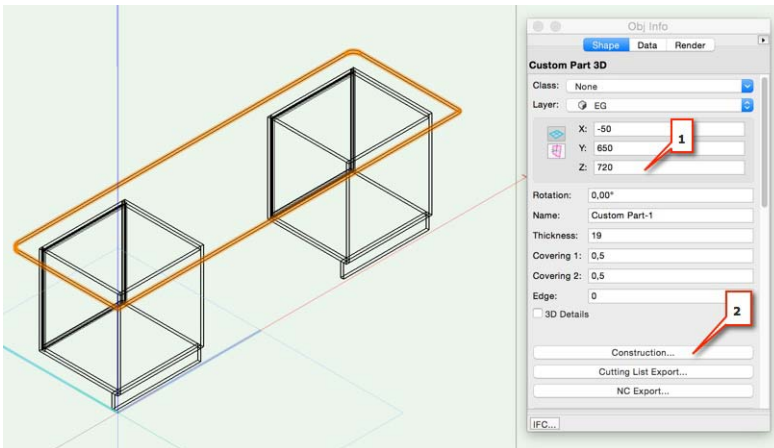 Obj Info
Shape Data Render
Custom Part 3D
Class: None
Layer: EG
X: -50
1
Y: 650
Z: 720
Rotation: 0,00°
Name: Custom Part-1
Thickness: 19
Covering 1: 0,5
Covering 2: 0,5
Edge: 0
2
3D Details
Construction...
Cutting List Export...
NC Export...
IFC...